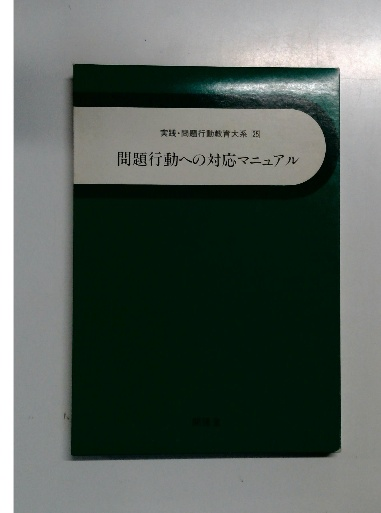 実践・問題行動教育大系 25
問題行動への対応マニュアル